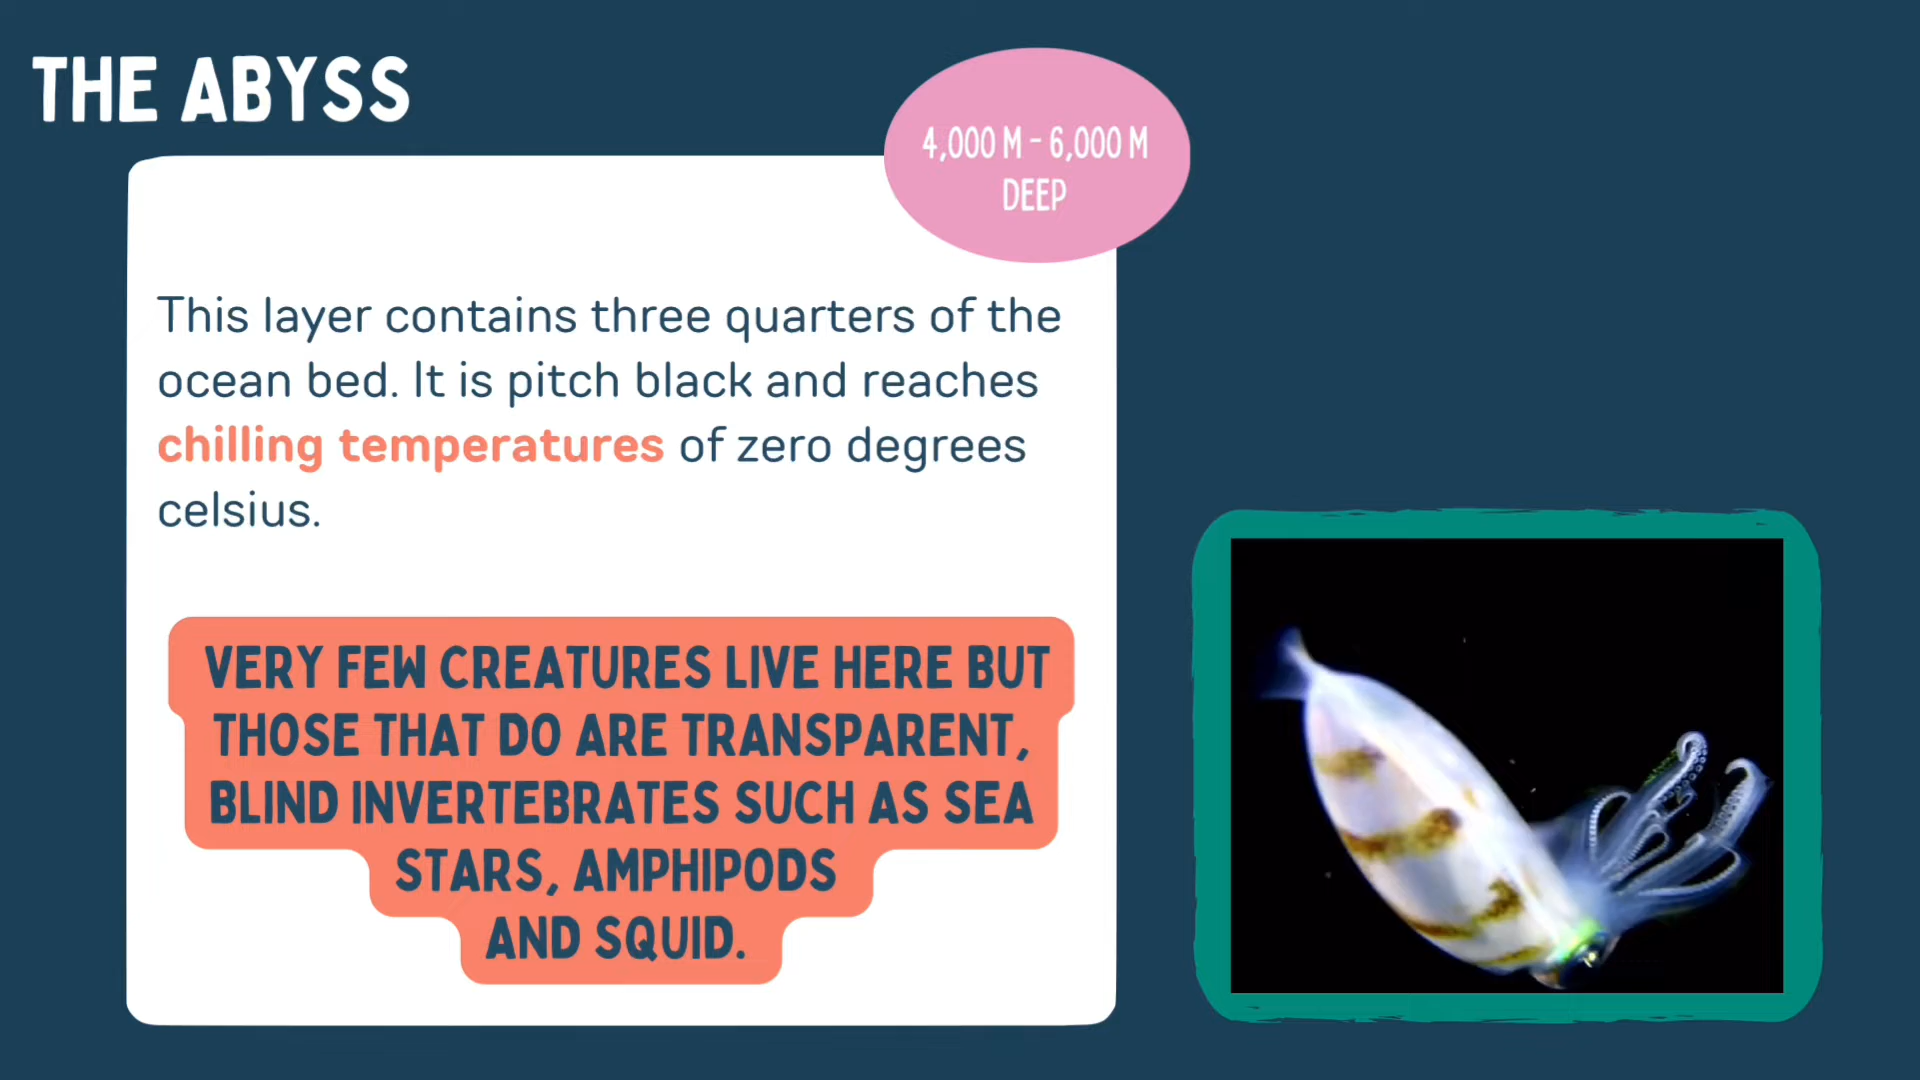 THE ABYSS
4,000 M - 6,000 M
DEEP
This layer contains three quarters of the
ocean bed. It is pitch black and reaches
chilling temperatures of zero degrees
celsius.
VERY FEW CREATURES LIVE HERE BUT
THOSE THAT DO ARE TRANSPARENT,
BLIND INVERTEBRATES SUCH AS SEA
STARS, AMPHIPODS
AND SQUID.